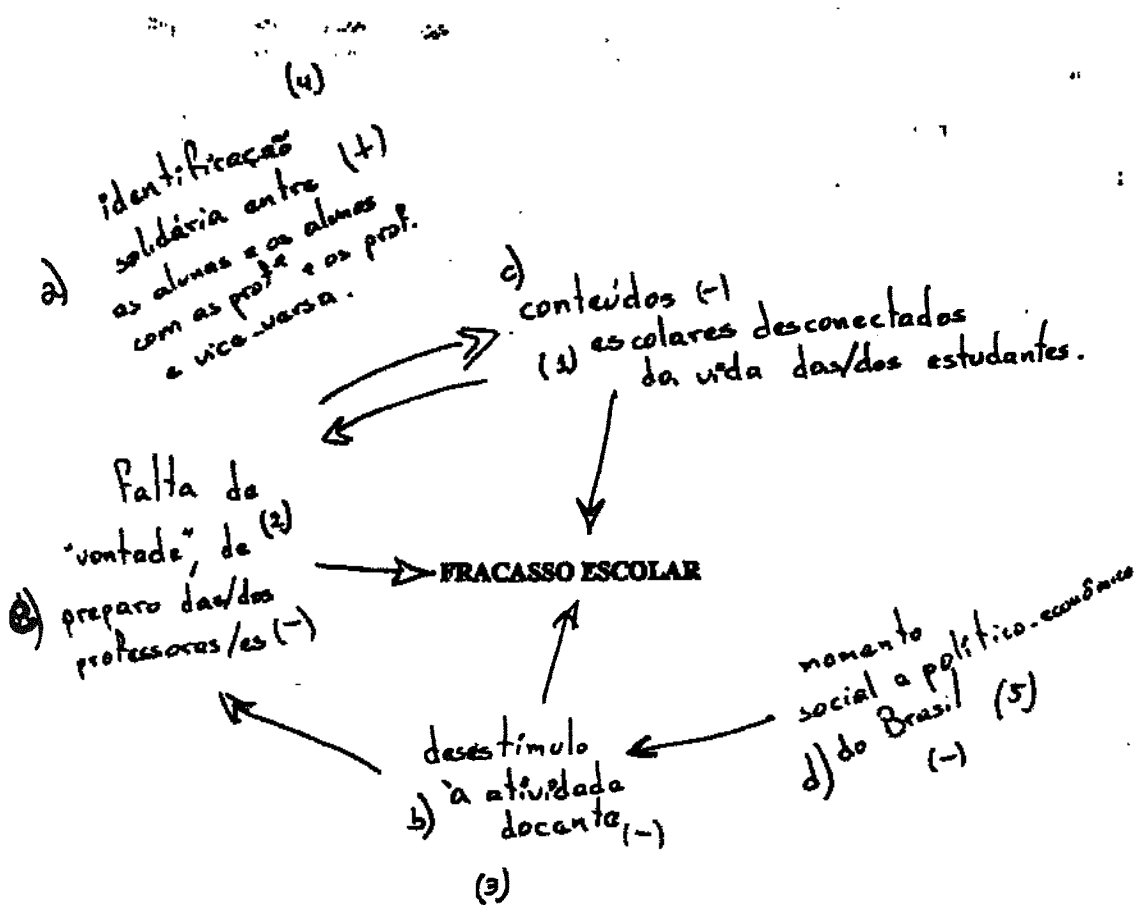 (4)
identificação
solidária entre (+)
a) as alunas e os alunos
com as profªs e os prof.
e vice-versa.
c)
conteúdos (-)
(1) escolares desconectados
da vida das/dos estudantes.
falta de
"vontade", de (2)
e) preparo das/dos
professoras/es (-)
FRACASSO ESCOLAR
momento
social e político-econômico
d) do Brasil (5)
(-)
desestímulo
b) à atividade
docente (-)
(3)